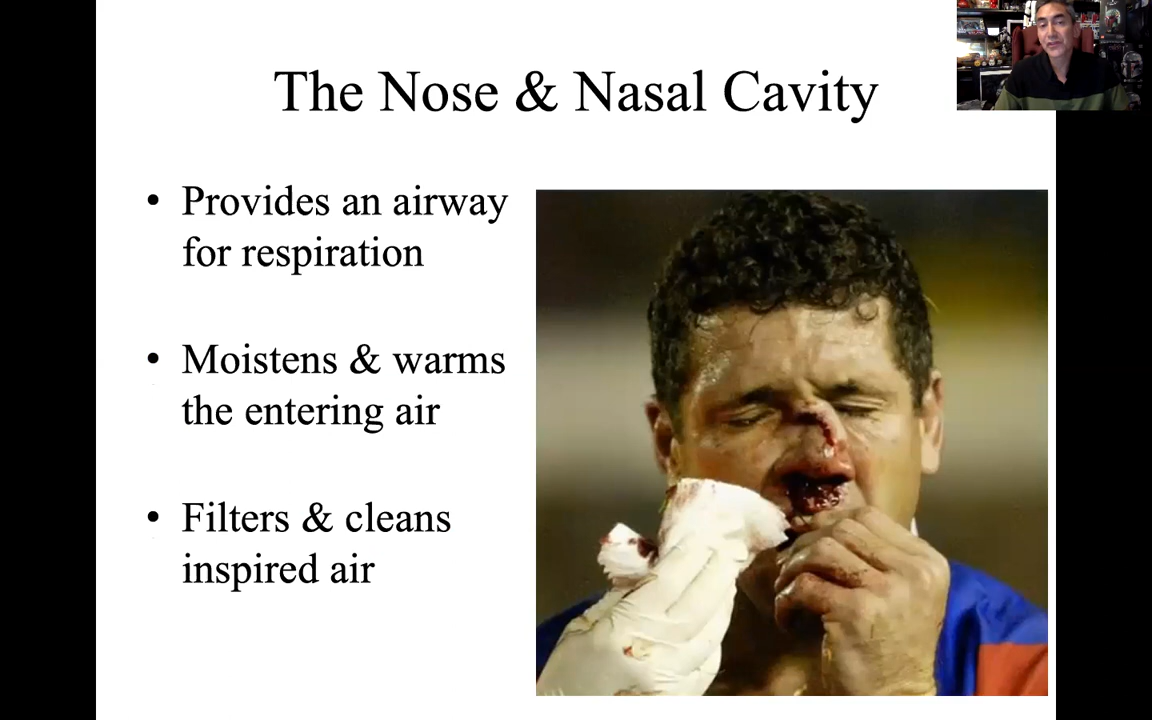 The Nose & Nasal Cavity
• Provides an airway
for respiration
• Moistens & warms
the entering air
• Filters & cleans
inspired air